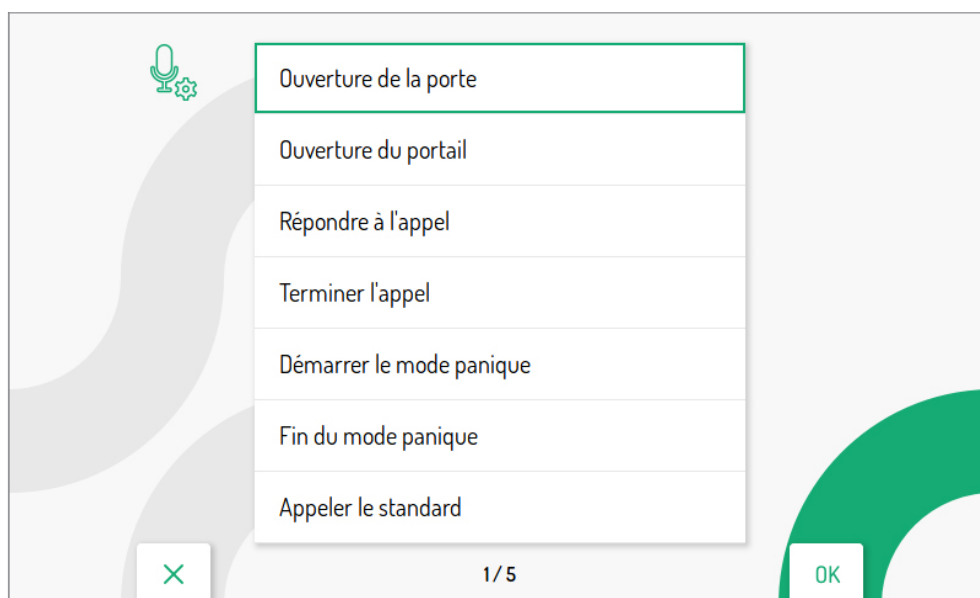 Ouverture de la porte
Ouverture du portail
Répondre à l'appel
Terminer l'appel
Démarrer le mode panique
Fin du mode panique
Appeler le standard
1/5
OK